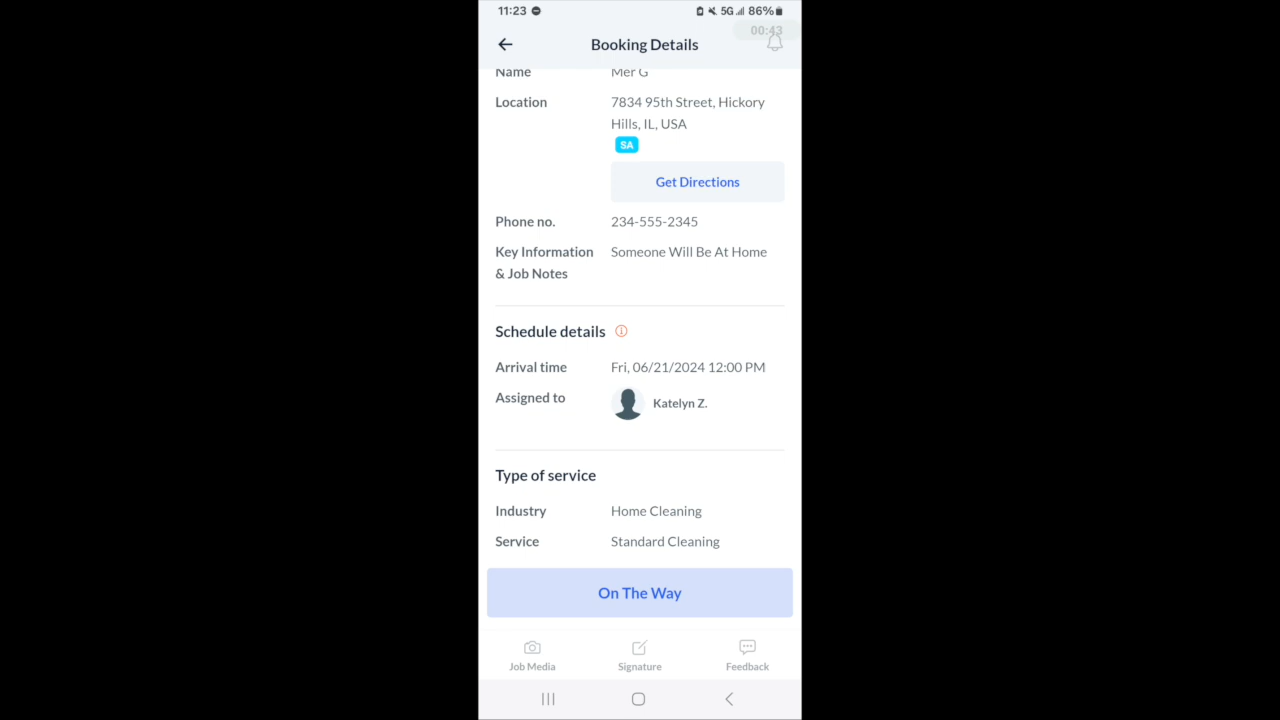 11:23 5G 86%
00:43
Booking Details
Name Mer G
Location 7834 95th Street, Hickory
Hills, IL, USA
SA
Get Directions
Phone no. 234-555-2345
Key Information Someone Will Be At Home
& Job Notes
Schedule details
Arrival time Fri, 06/21/2024 12:00 PM
Assigned to Katelyn Z.
Type of service
Industry Home Cleaning
Service Standard Cleaning
On The Way
Job Media Signature Feedback